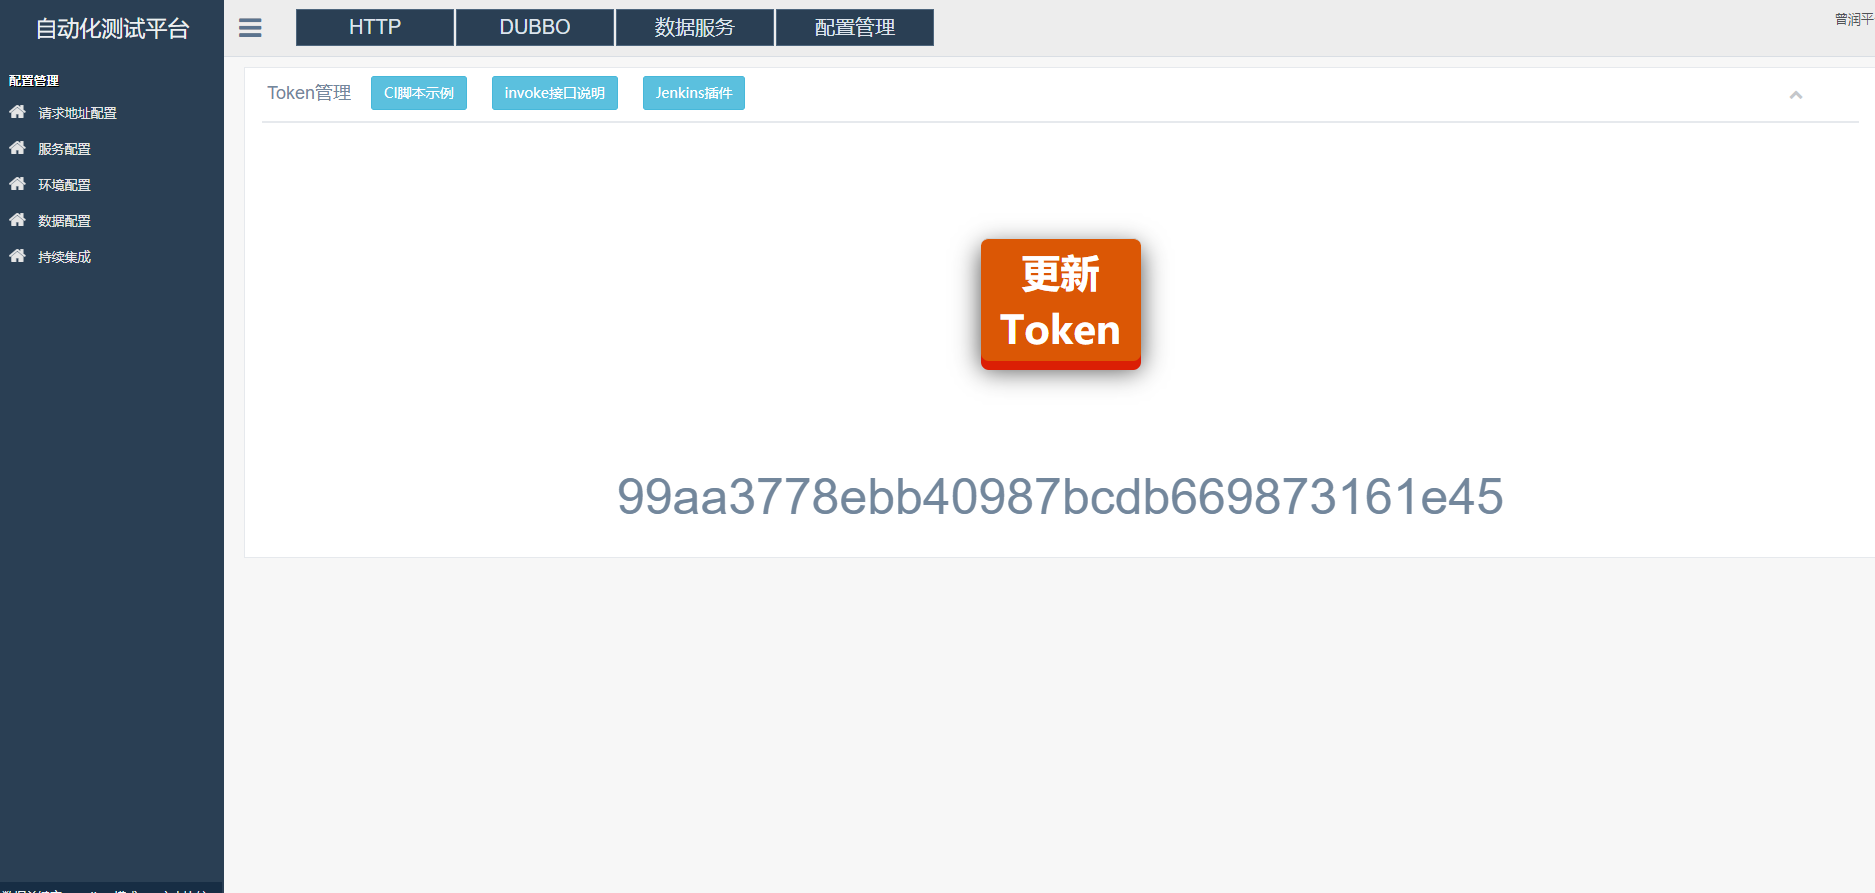 自动化测试平台
HTTP
DUBBO
数据服务
配置管理
曾润平
配置管理
请求地址配置
服务配置
环境配置
数据配置
持续集成
Token管理
CI脚本示例
invoke接口说明
Jenkins插件
更新
Token
99aa3778ebb40987bcdb669873161e45